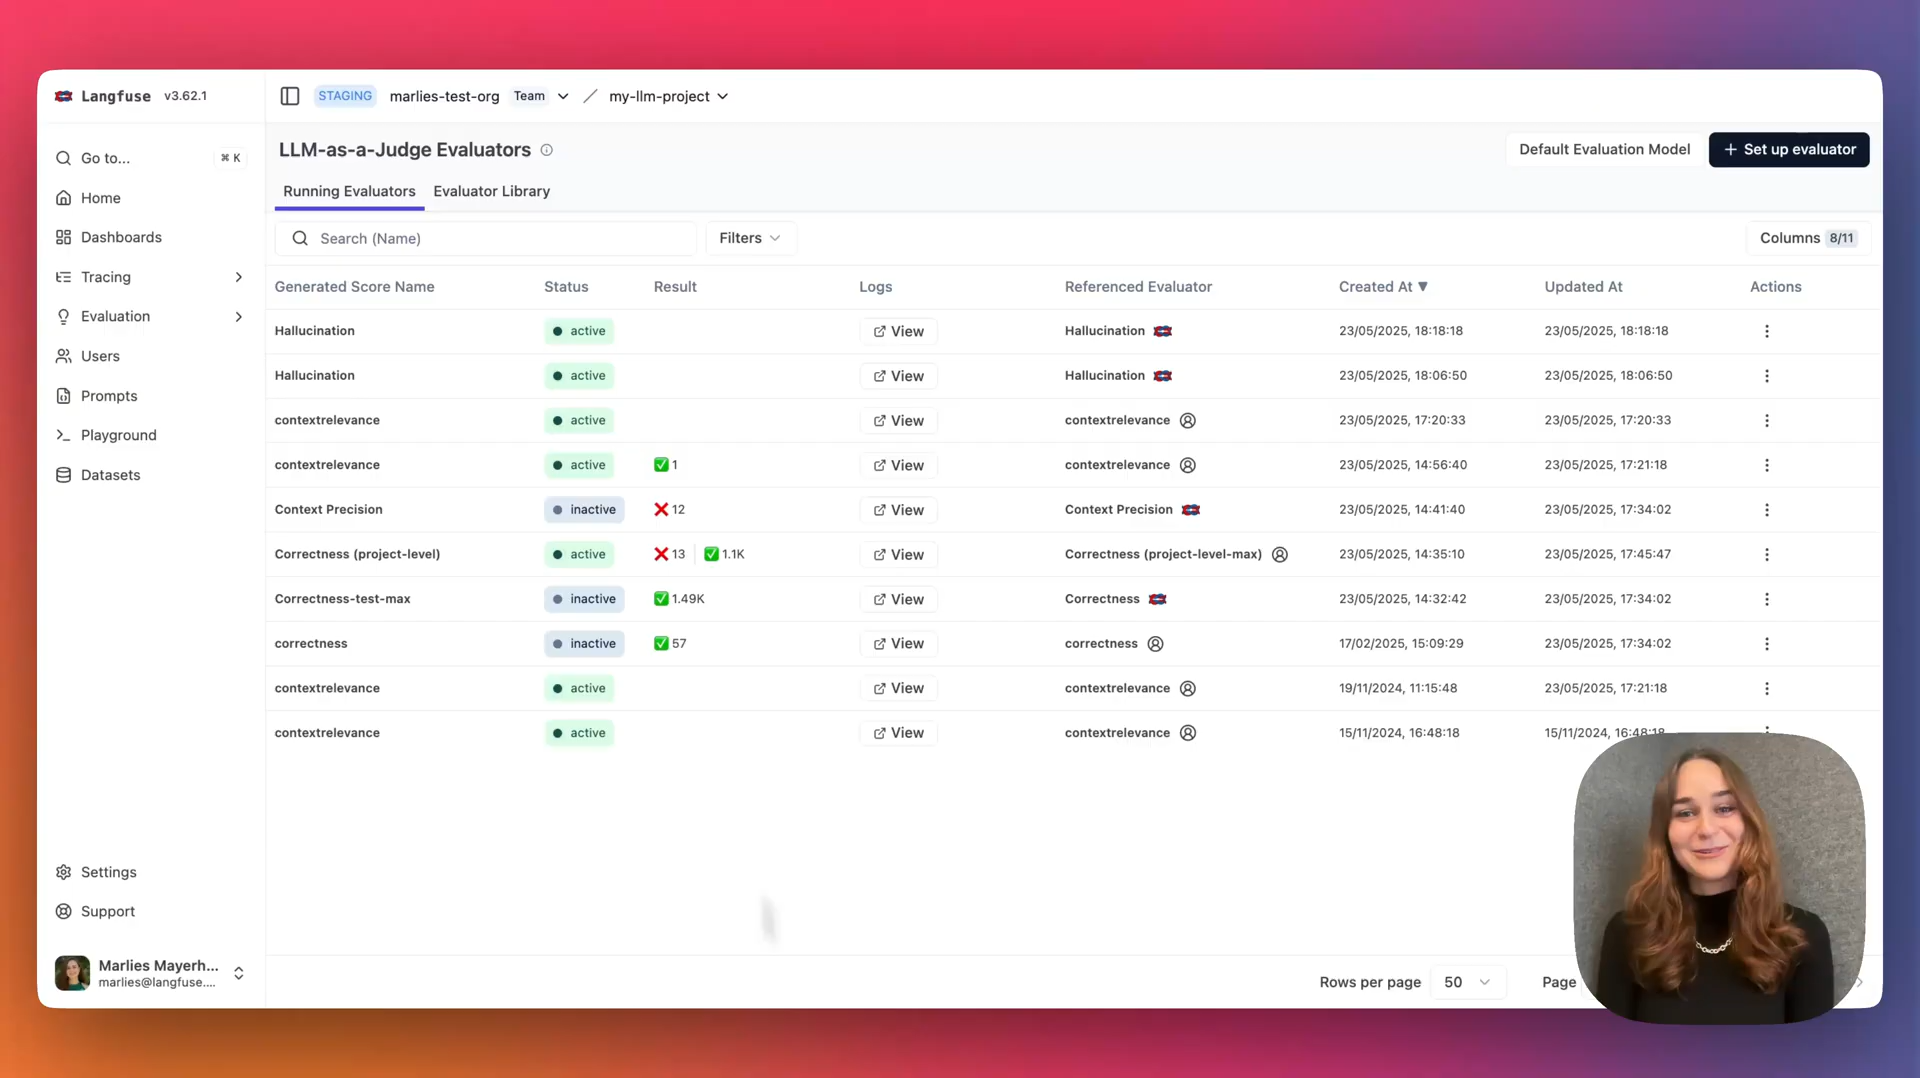 Langfuse v3.62.1
STAGING marlies-test-org Team / my-llm-project
Go to... ⌘ K
Home
Dashboards
Tracing
Evaluation
Users
Prompts
Playground
Datasets
Settings
Support
Marlies Mayerh...
marlies@langfuse....
LLM-as-a-Judge Evaluators
Default Evaluation Model
+ Set up evaluator
Running Evaluators Evaluator Library
Search (Name) Filters Columns 8/11
Generated Score Name Status Result Logs Referenced Evaluator Created At ▼ Updated At Actions
Hallucination active View Hallucination 23/05/2025, 18:18:18 23/05/2025, 18:18:18
Hallucination active View Hallucination 23/05/2025, 18:06:50 23/05/2025, 18:06:50
contextrelevance active View contextrelevance 23/05/2025, 17:20:33 23/05/2025, 17:20:33
contextrelevance active ✅ 1 View contextrelevance 23/05/2025, 14:56:40 23/05/2025, 17:21:18
Context Precision inactive ❌ 12 View Context Precision 23/05/2025, 14:41:40 23/05/2025, 17:34:02
Correctness (project-level) active ❌ 13 ✅ 1.1K View Correctness (project-level-max) 23/05/2025, 14:35:10 23/05/2025, 17:45:47
Correctness-test-max inactive ✅ 1.49K View Correctness 23/05/2025, 14:32:42 23/05/2025, 17:34:02
correctness inactive ✅ 57 View correctness 17/02/2025, 15:09:29 23/05/2025, 17:34:02
contextrelevance active View contextrelevance 19/11/2024, 11:15:48 23/05/2025, 17:21:18
contextrelevance active View contextrelevance 15/11/2024, 16:48:18 15/11/2024, 16:48:18
Rows per page 50 Page